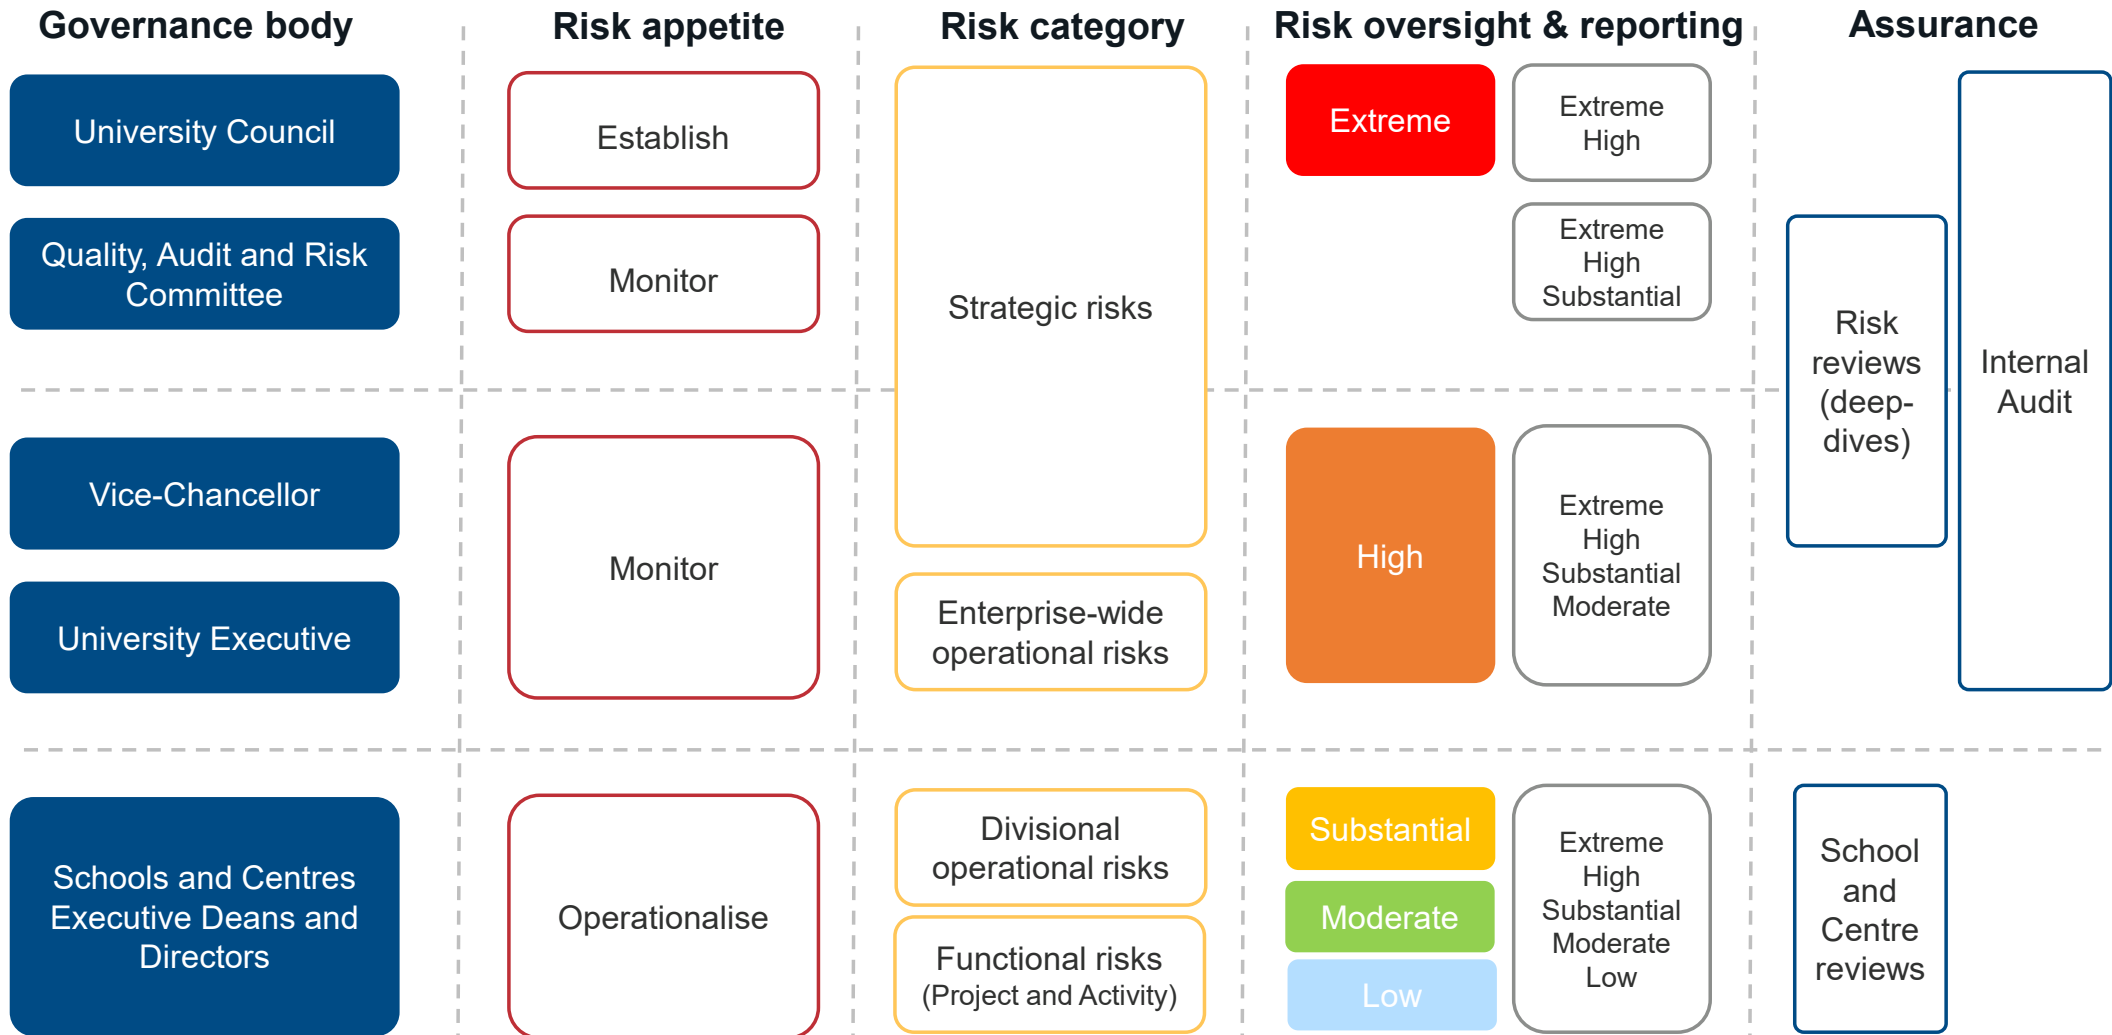 Governance body
Risk appetite
Risk category
Risk oversight & reporting
Assurance
University Council
Establish
Strategic risks
Extreme
Extreme
High
Internal
Audit
Quality, Audit and Risk
Committee
Monitor
Extreme
High
Substantial
Risk
reviews
(deep-
dives)
Vice-Chancellor
University Executive
Monitor
Enterprise-wide
operational risks
High
Extreme
High
Substantial
Moderate
Schools and Centres
Executive Deans and
Directors
Operationalise
Divisional
operational risks
Functional risks
(Project and Activity)
Substantial
Moderate
Low
Extreme
High
Substantial
Moderate
Low
School
and
Centre
reviews